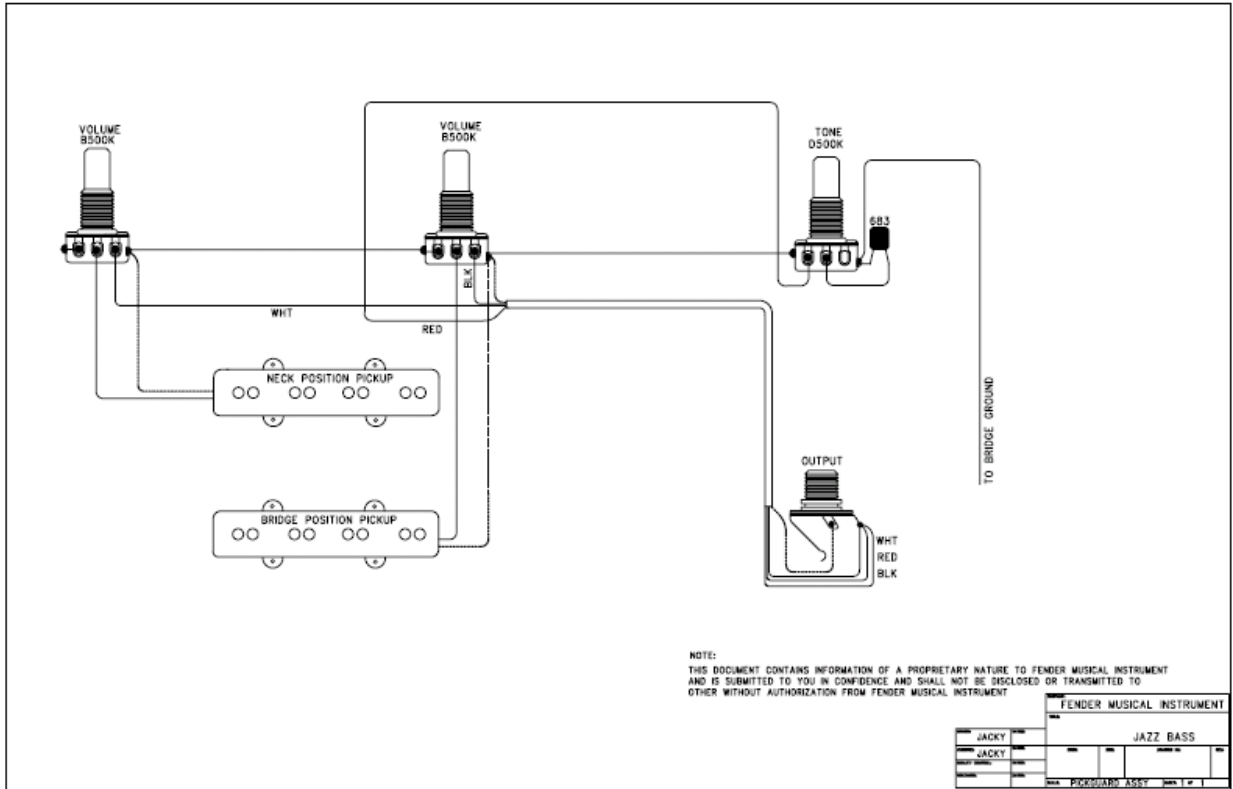 VOLUME
B500K
VOLUME
B500K
TONE
D500K
683
BLK
WHT
RED
NECK POSITION PICKUP
BRIDGE POSITION PICKUP
TO BRIDGE GROUND
OUTPUT
WHT
RED
BLK
NOTE:
THIS DOCUMENT CONTAINS INFORMATION OF A PROPRIETARY NATURE TO FENDER MUSICAL INSTRUMENT
AND IS SUBMITTED TO YOU IN CONFIDENCE AND SHALL NOT BE DISCLOSED OR TRANSMITTED TO
OTHER WITHOUT AUTHORIZATION FROM FENDER MUSICAL INSTRUMENT
FENDER MUSICAL INSTRUMENT
JAZZ BASS
JACKY
JACKY
PICKGUARD ASSY